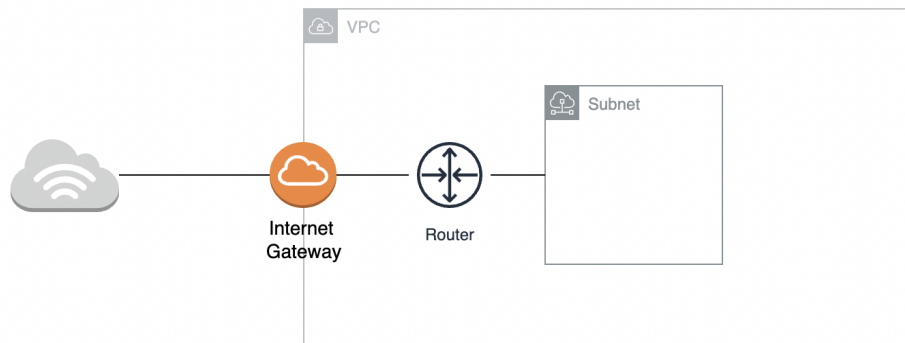 VPC
Subnet
Internet
Gateway
Router